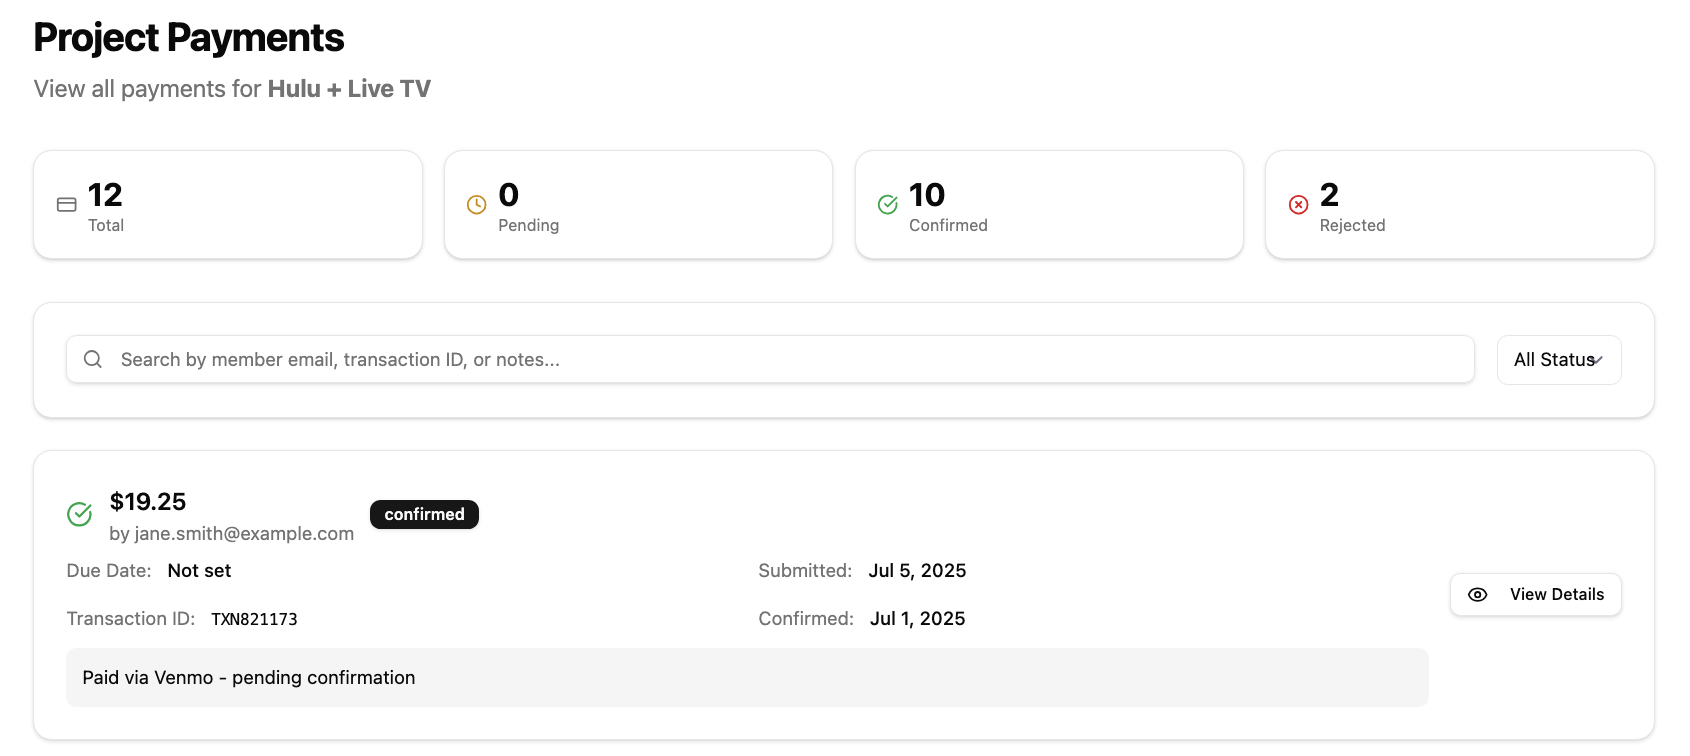 Project Payments
View all payments for Hulu + Live TV
12
Total
0
Pending
10
Confirmed
2
Rejected
Search by member email, transaction ID, or notes...
All Status
$19.25
by jane.smith@example.com
confirmed
Due Date: Not set
Submitted: Jul 5, 2025
Transaction ID: TXN821173
Confirmed: Jul 1, 2025
View Details
Paid via Venmo - pending confirmation